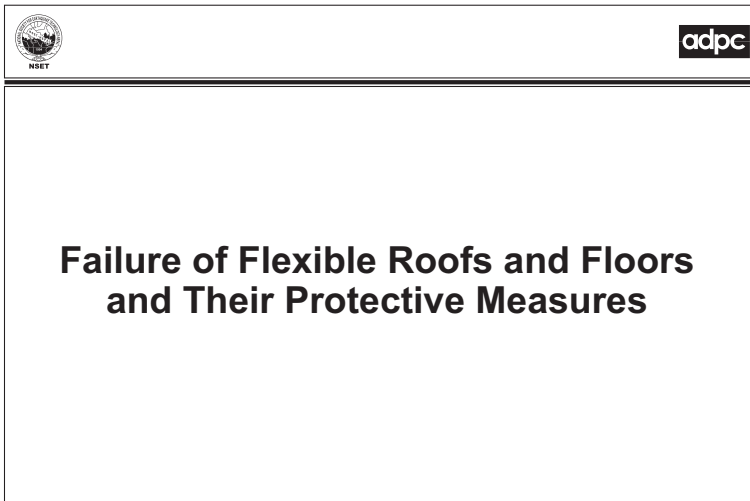 NSET
adpc
Failure of Flexible Roofs and Floors
and Their Protective Measures